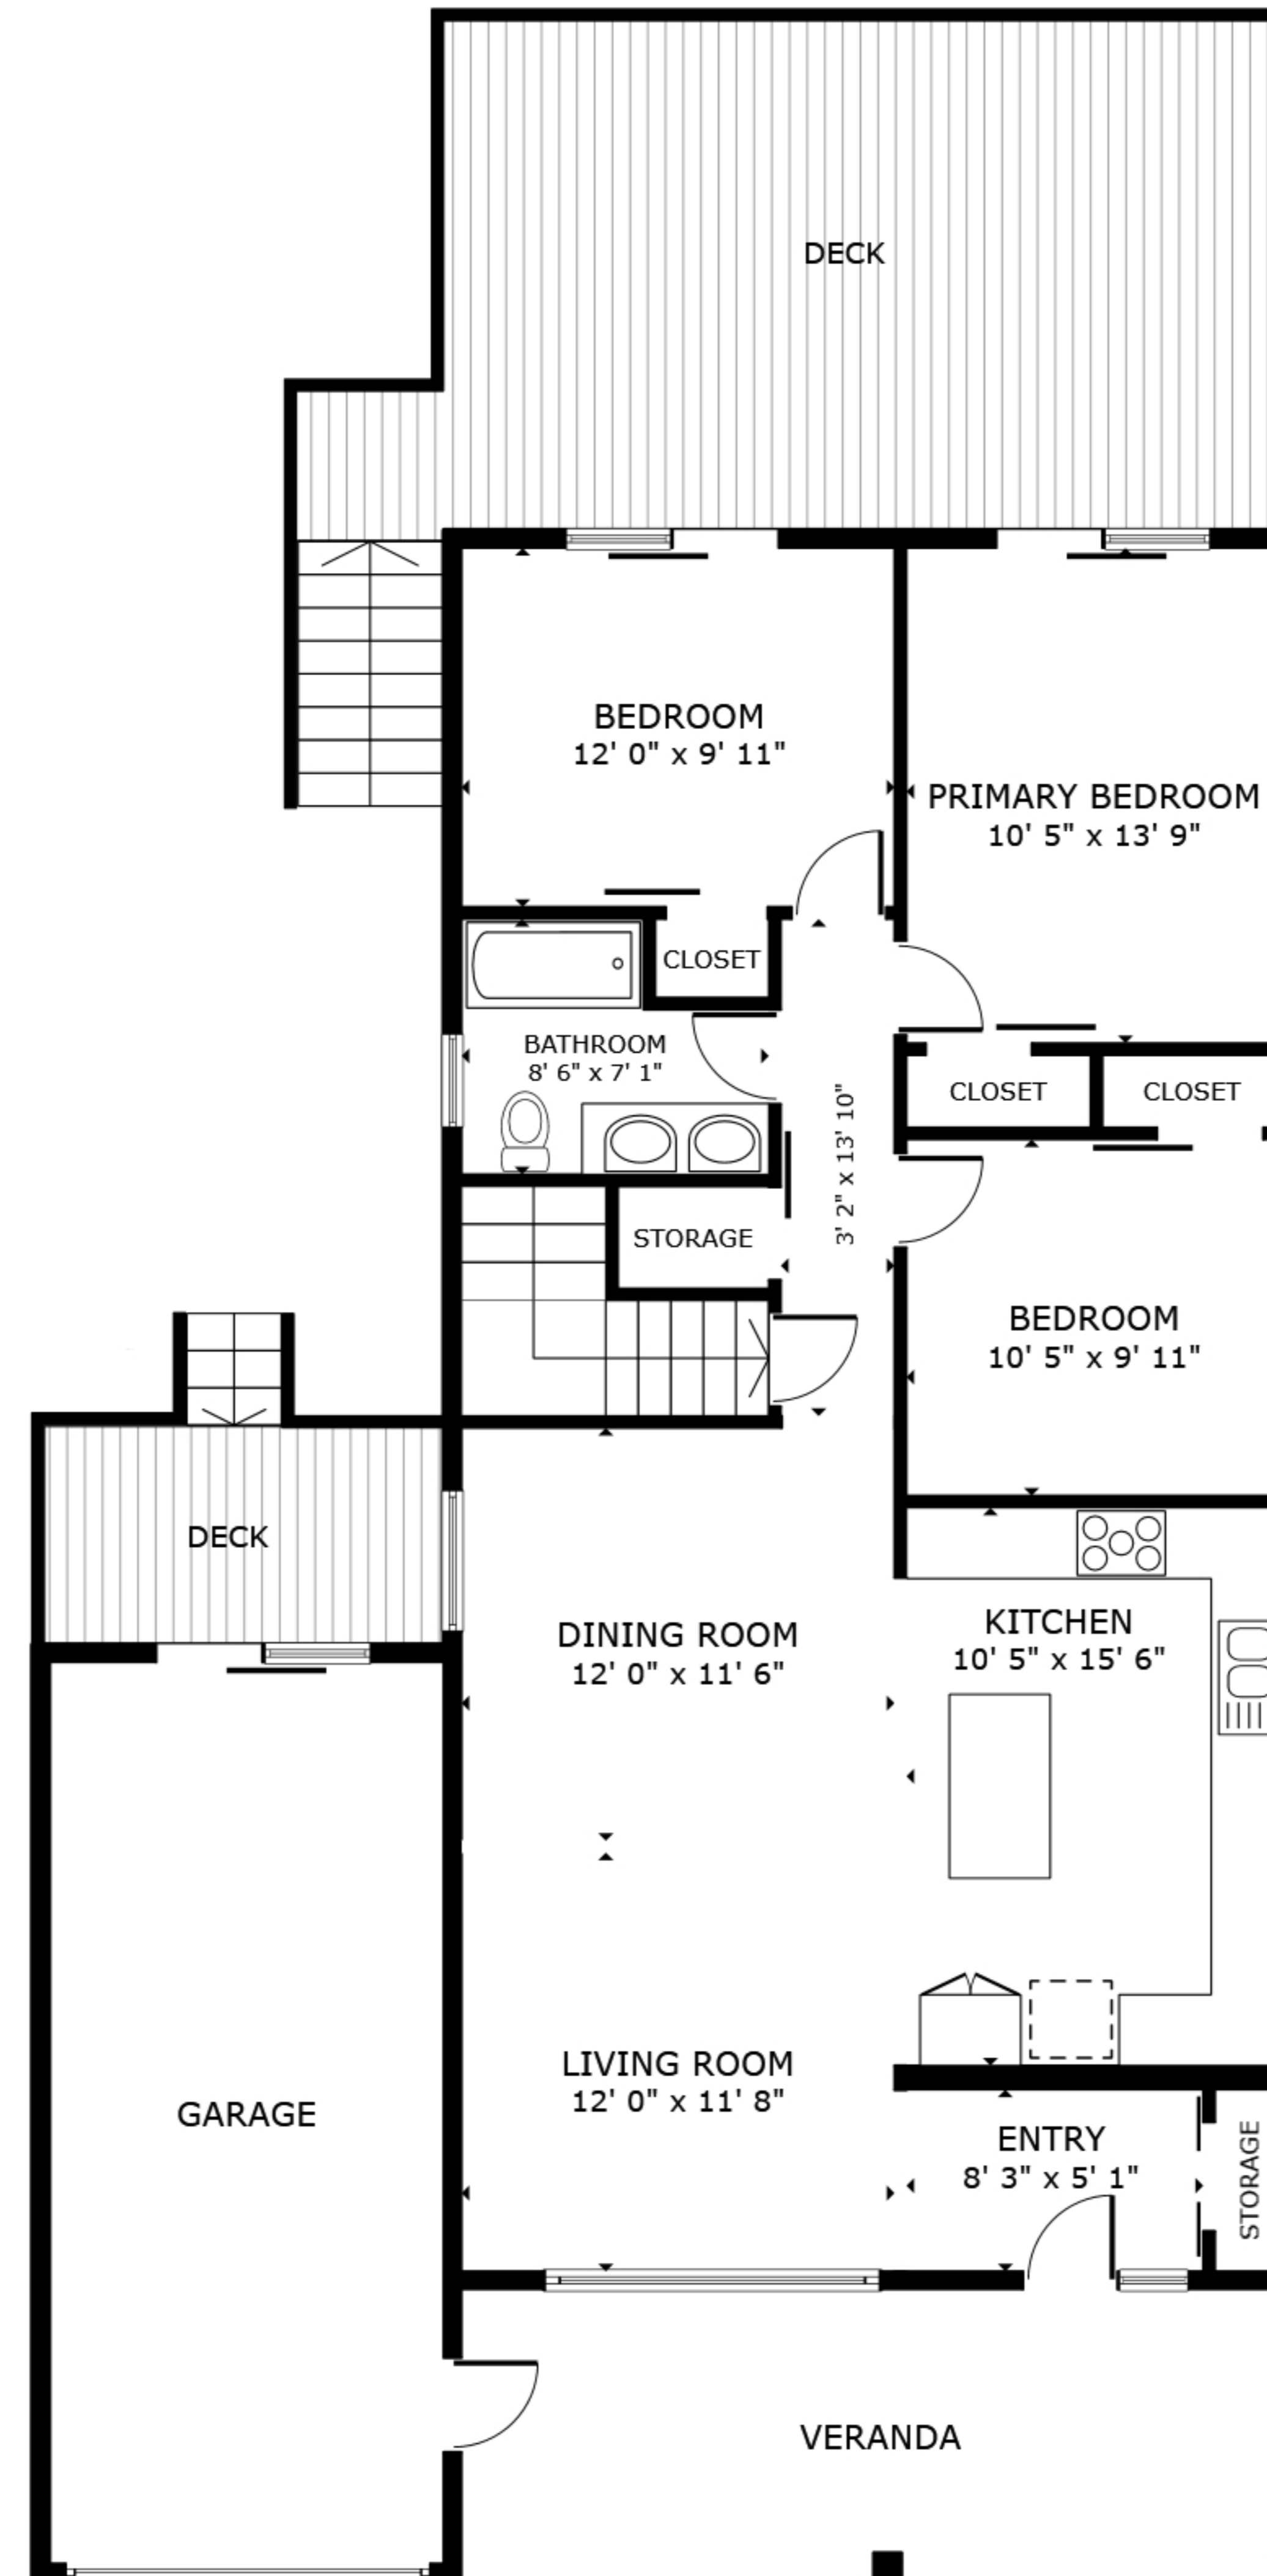 DECK
BEDROOM
12' 0" x 9' 11"
PRIMARY BEDROOM
10' 5" x 13' 9"
CLOSET
BATHROOM
8' 6" x 7' 1"
CLOSET
CLOSET
3' 2" x 13' 10"
STORAGE
BEDROOM
10' 5" x 9' 11"
DECK
DINING ROOM
12' 0" x 11' 6"
KITCHEN
10' 5" x 15' 6"
LIVING ROOM
12' 0" x 11' 8"
GARAGE
ENTRY
8' 3" x 5' 1"
STORAGE
VERANDA